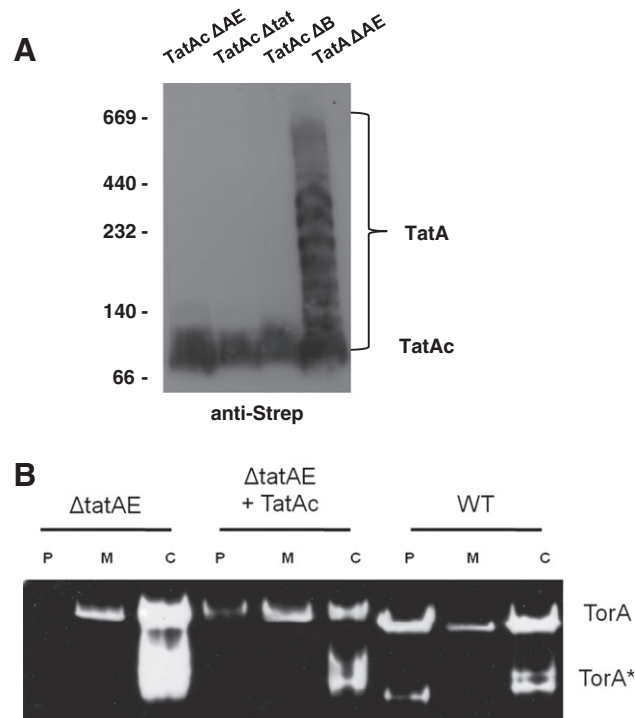 TatAc ΔAE TatAc Δtat TatAc ΔB TatA ΔAE
A
669 -
440 -
232 -
TatA
140 -
TatAc
66 -
anti-Strep
B
ΔtatAE ΔtatAE + TatAc WT
P M C P M C P M C
TorA
TorA*